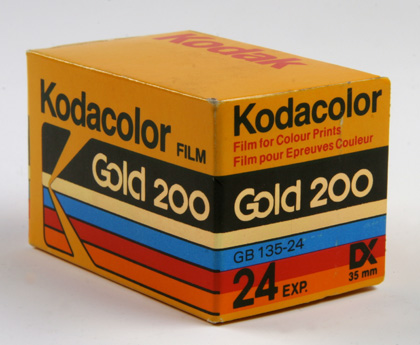 Kodak
Kodacolor
FILM
Gold 200
Kodacolor
Film for Colour Prints
Film pour Epreuves Couleur
Gold 200
GB 135-24
24 EXP.
DX
35 mm